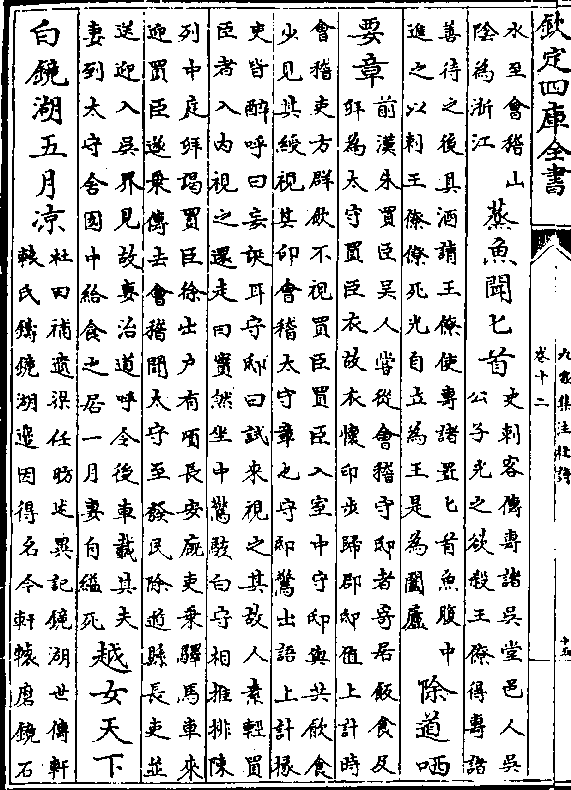 欽定四庫全書
九家集注杜詩
卷十二
水至會稽山
陰為浙江
蒸魚聞匕首
史刺客傳專諸吳堂邑人吳
公子光之欲殺王僚得專諸
善待之後具酒請王僚使專諸置匕首魚腹中
進之以刺王僚僚死光自立為王是為闔廬
除道哂
要章
前漢朱買臣吳人嘗從會稽守邸者寄居飯食及
拜為太守買臣衣故衣懷印步歸郡邸值上計時
會稽吏方群飲不視買臣買臣入室中守邸與共飲食
少見其綬視其印會稽太守章也守邸驚出語上計掾
吏皆醉呼曰妄誕耳守邸曰試來視之其故人素輕買
臣者入内視之還走曰實然坐中驚駭白守相推排陳
列中庭拜謁買臣徐出户有頃長安廐吏乘驛馬車來
迎買臣遂乘傳去會稽聞太守至發民除道縣長吏並
送迎入吳界見故妻治道呼令後車載其夫
妻列太守舍園中給食之居一月妻自縊死
越女天下
白鏡湖五月涼
杜田補遺梁任昉述異記鏡湖世傳軒
轅氏鑄鏡湖邊因得名今軒轅磨鏡石